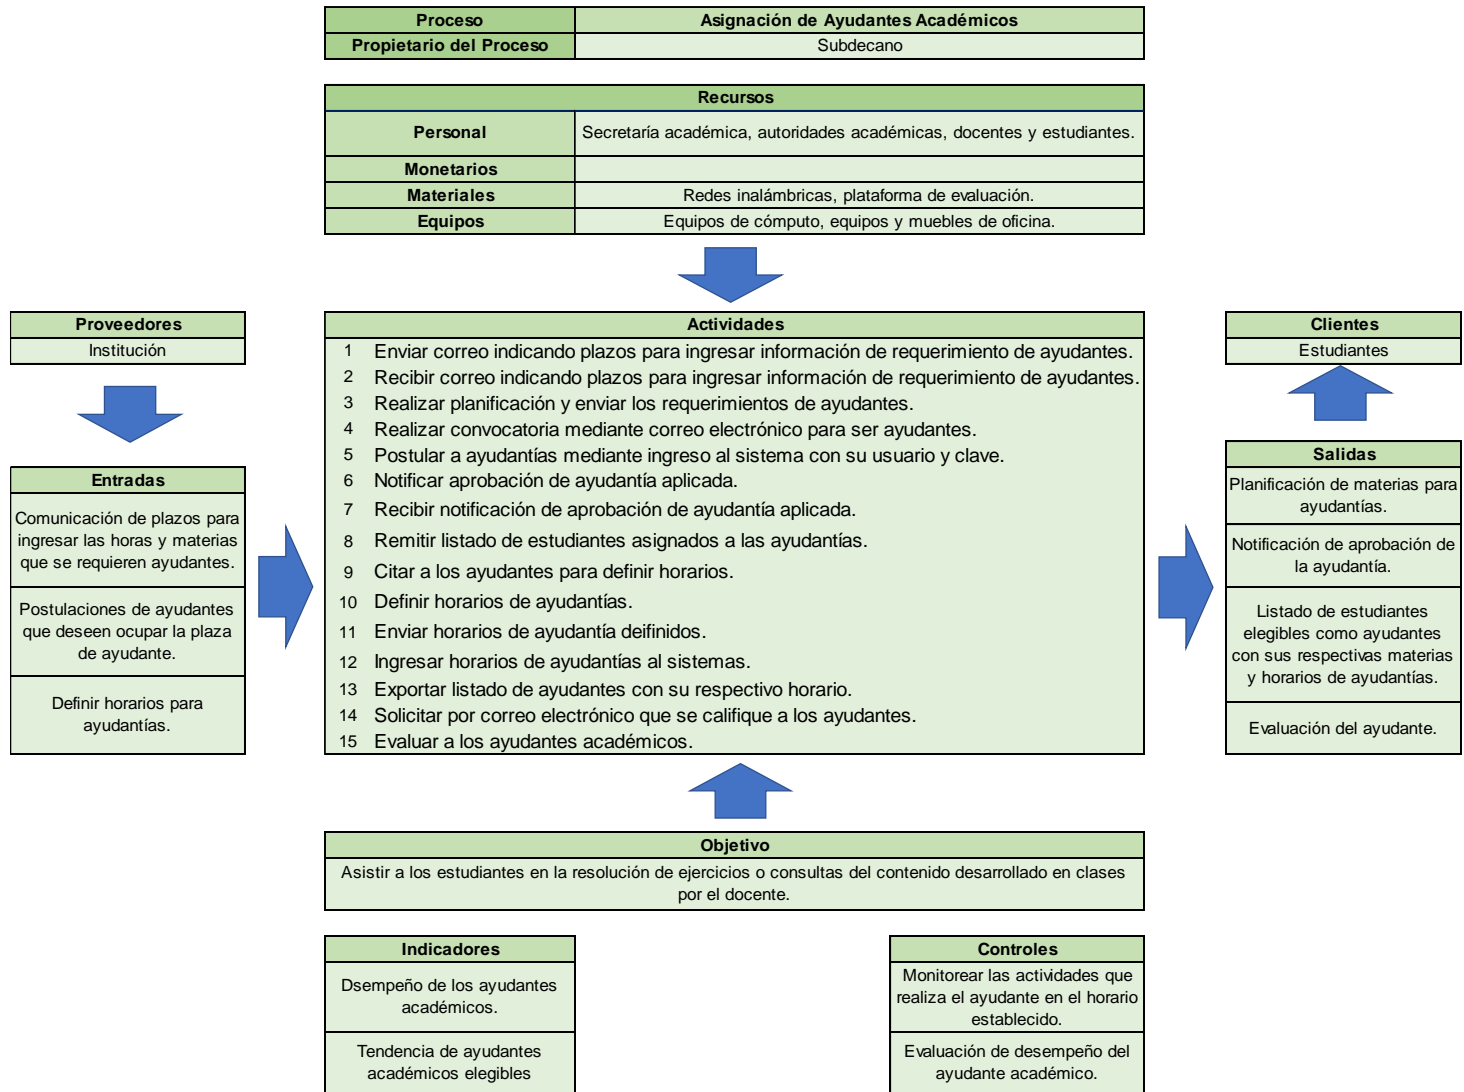 Proceso Asignación de Ayudantes Académicos
Propietario del Proceso Subdecano
Recursos
Personal Secretaría académica, autoridades académicas, docentes y estudiantes.
Monetarios
Materiales Redes inalámbricas, plataforma de evaluación.
Equipos Equipos de cómputo, equipos y muebles de oficina.
Proveedores
Institución
Entradas
Comunicación de plazos para
ingresar las horas y materias
que se requieren ayudantes.
Postulaciones de ayudantes
que deseen ocupar la plaza
de ayudante.
Definir horarios para
ayudantías.
Actividades
1 Enviar correo indicando plazos para ingresar información de requerimiento de ayudantes.
2 Recibir correo indicando plazos para ingresar información de requerimiento de ayudantes.
3 Realizar planificación y enviar los requerimientos de ayudantes.
4 Realizar convocatoria mediante correo electrónico para ser ayudantes.
5 Postular a ayudantías mediante ingreso al sistema con su usuario y clave.
6 Notificar aprobación de ayudantía aplicada.
7 Recibir notificación de aprobación de ayudantía aplicada.
8 Remitir listado de estudiantes asignados a las ayudantías.
9 Citar a los ayudantes para definir horarios.
10 Definir horarios de ayudantías.
11 Enviar horarios de ayudantía deifinidos.
12 Ingresar horarios de ayudantías al sistemas.
13 Exportar listado de ayudantes con su respectivo horario.
14 Solicitar por correo electrónico que se califique a los ayudantes.
15 Evaluar a los ayudantes académicos.
Clientes
Estudiantes
Salidas
Planificación de materias para
ayudantías.
Notificación de aprobación de
la ayudantía.
Listado de estudiantes
elegibles como ayudantes
con sus respectivas materias
y horarios de ayudantías.
Evaluación del ayudante.
Objetivo
Asistir a los estudiantes en la resolución de ejercicios o consultas del contenido desarrollado en clases
por el docente.
Indicadores
Dsempeño de los ayudantes
académicos.
Tendencia de ayudantes
académicos elegibles
Controles
Monitorear las actividades que
realiza el ayudante en el horario
establecido.
Evaluación de desempeño del
ayudante académico.